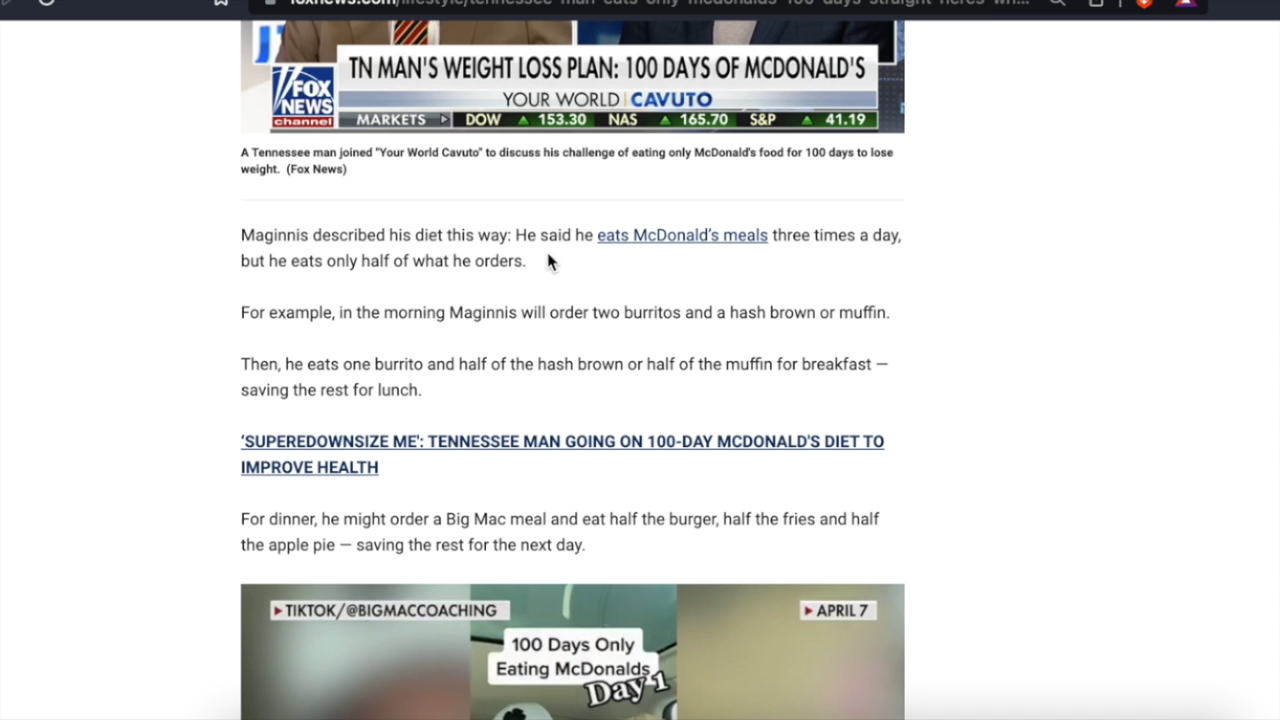 TN MAN'S WEIGHT LOSS PLAN: 100 DAYS OF MCDONALD'S
FOX
NEWS
channel
YOUR WORLD | CAVUTO
MARKETS DOW ▲ 153.30 NAS ▲ 165.70 S&P ▲ 41.19
A Tennessee man joined "Your World Cavuto" to discuss his challenge of eating only McDonald's food for 100 days to lose
weight. (Fox News)
Maginnis described his diet this way: He said he eats McDonald's meals three times a day,
but he eats only half of what he orders.
For example, in the morning Maginnis will order two burritos and a hash brown or muffin.
Then, he eats one burrito and half of the hash brown or half of the muffin for breakfast —
saving the rest for lunch.
'SUPEREDOWNSIZE ME': TENNESSEE MAN GOING ON 100-DAY MCDONALD'S DIET TO
IMPROVE HEALTH
For dinner, he might order a Big Mac meal and eat half the burger, half the fries and half
the apple pie — saving the rest for the next day.
TIKTOK/@BIGMACCOACHING
APRIL 7
100 Days Only
Eating McDonalds
Day 1